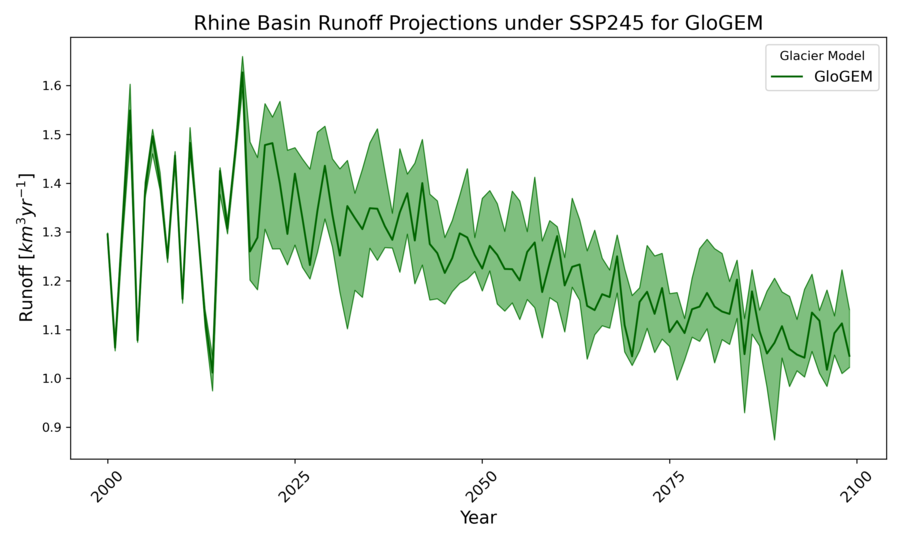 Rhine Basin Runoff Projections under SSP245 for GloGEM
Glacier Model
GloGEM
Runoff [km³yr⁻¹]
1.6
1.5
1.4
1.3
1.2
1.1
1.0
0.9
2000
2025
2050
2075
2100
Year